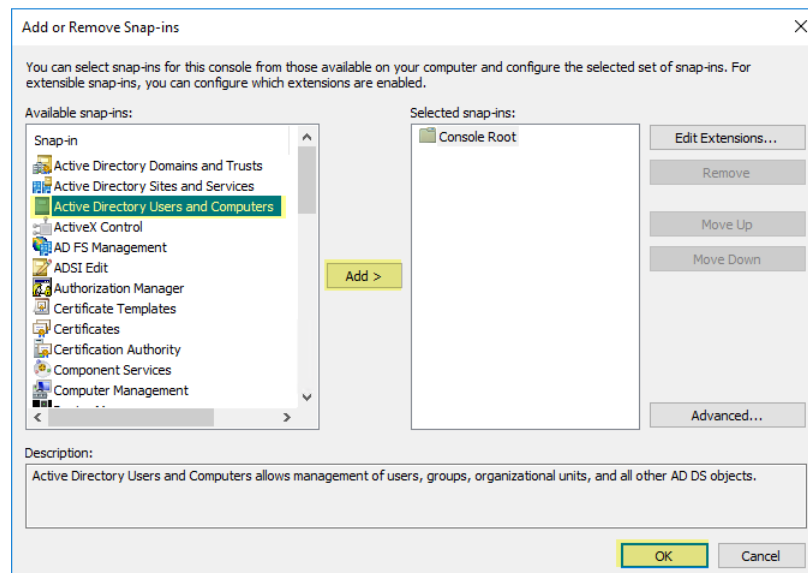 Add or Remove Snap-ins
You can select snap-ins for this console from those available on your computer and configure the selected set of snap-ins. For
extensible snap-ins, you can configure which extensions are enabled.
Available snap-ins:
Snap-in
Active Directory Domains and Trusts
Active Directory Sites and Services
Active Directory Users and Computers
ActiveX Control
AD FS Management
ADSI Edit
Authorization Manager
Certificate Templates
Certificates
Certification Authority
Component Services
Computer Management
Add >
Selected snap-ins:
Console Root
Edit Extensions...
Remove
Move Up
Move Down
Advanced...
Description:
Active Directory Users and Computers allows management of users, groups, organizational units, and all other AD DS objects.
OK
Cancel